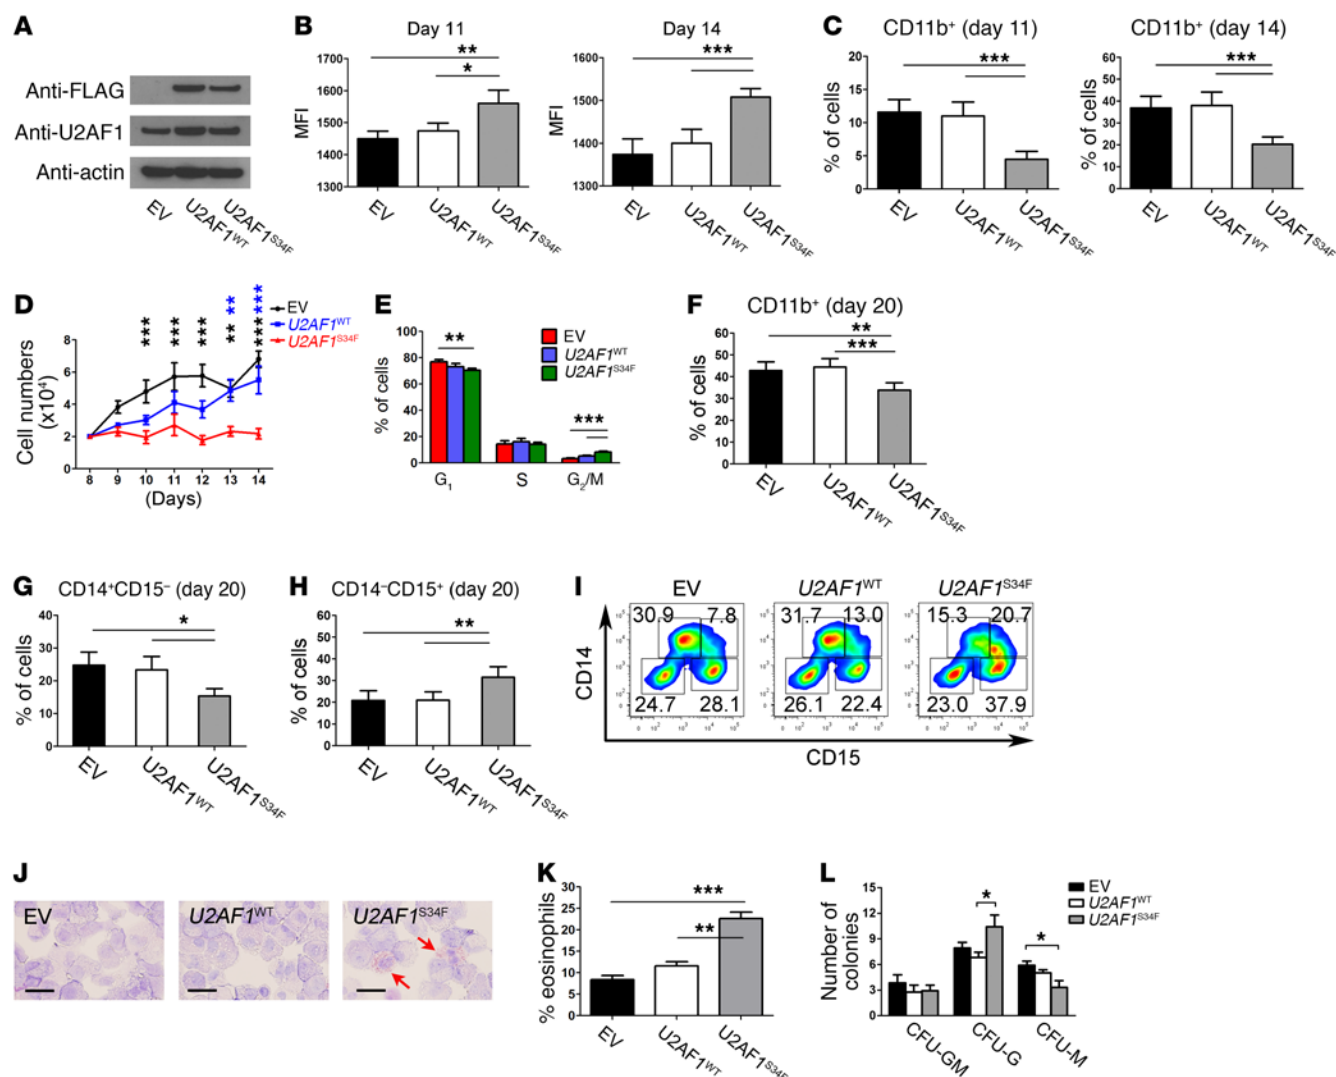 A
Anti-FLAG
Anti-U2AF1
Anti-actin
EV
U2AF1WT
U2AF1S34F
B
Day 11
**
*
MFI
1700
1600
1500
1400
1300
EV
U2AF1WT
U2AF1S34F
Day 14
***
MFI
1600
1500
1400
1300
EV
U2AF1WT
U2AF1S34F
C
CD11b+ (day 11)
***
% of cells
20
15
10
5
0
EV
U2AF1WT
U2AF1S34F
CD11b+ (day 14)
***
% of cells
60
50
40
30
20
10
0
EV
U2AF1WT
U2AF1S34F
D
*** *** *** ** ** *** ***
EV
U2AF1WT
U2AF1S34F
Cell numbers
(x10⁴)
8
6
4
2
0
8 9 10 11 12 13 14
(Days)
E
**
***
EV
U2AF1WT
U2AF1S34F
% of cells
100
80
60
40
20
0
G1 S G2/M
F
CD11b+ (day 20)
**
***
% of cells
60
50
40
30
20
10
0
EV
U2AF1WT
U2AF1S34F
G
CD14+CD15– (day 20)
*
% of cells
40
30
20
10
0
EV
U2AF1WT
U2AF1S34F
H
CD14–CD15+ (day 20)
**
% of cells
60
50
40
30
20
10
0
EV
U2AF1WT
U2AF1S34F
I
EV U2AF1WT U2AF1S34F
30.9 7.8 31.7 13.0 15.3 20.7
24.7 28.1 26.1 22.4 23.0 37.9
CD14
CD15
J
EV U2AF1WT U2AF1S34F
K
***
**
% eosinophils
30
25
20
15
10
5
0
EV
U2AF1WT
U2AF1S34F
L
EV
U2AF1WT
U2AF1S34F
*
*
Number of
colonies
15
12
9
6
3
0
CFU-GM
CFU-G
CFU-M